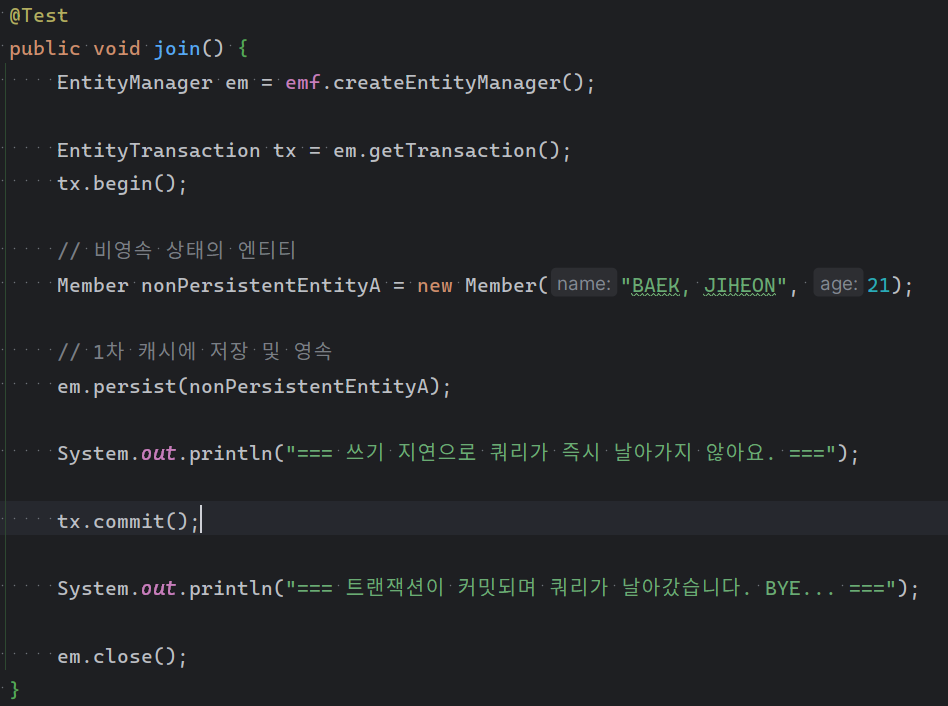 @Test
public void join() {
EntityManager em = emf.createEntityManager();
EntityTransaction tx = em.getTransaction();
tx.begin();
// 비영속 상태의 엔티티
Member nonPersistentEntityA = new Member( name: "BAEK, JIHEON", age: 21);
// 1차 캐시에 저장 및 영속
em.persist(nonPersistentEntityA);
System.out.println("=== 쓰기 지연으로 쿼리가 즉시 날아가지 않아요. ===");
tx.commit();
System.out.println("=== 트랜잭션이 커밋되며 쿼리가 날아갔습니다. BYE... ===");
em.close();
}